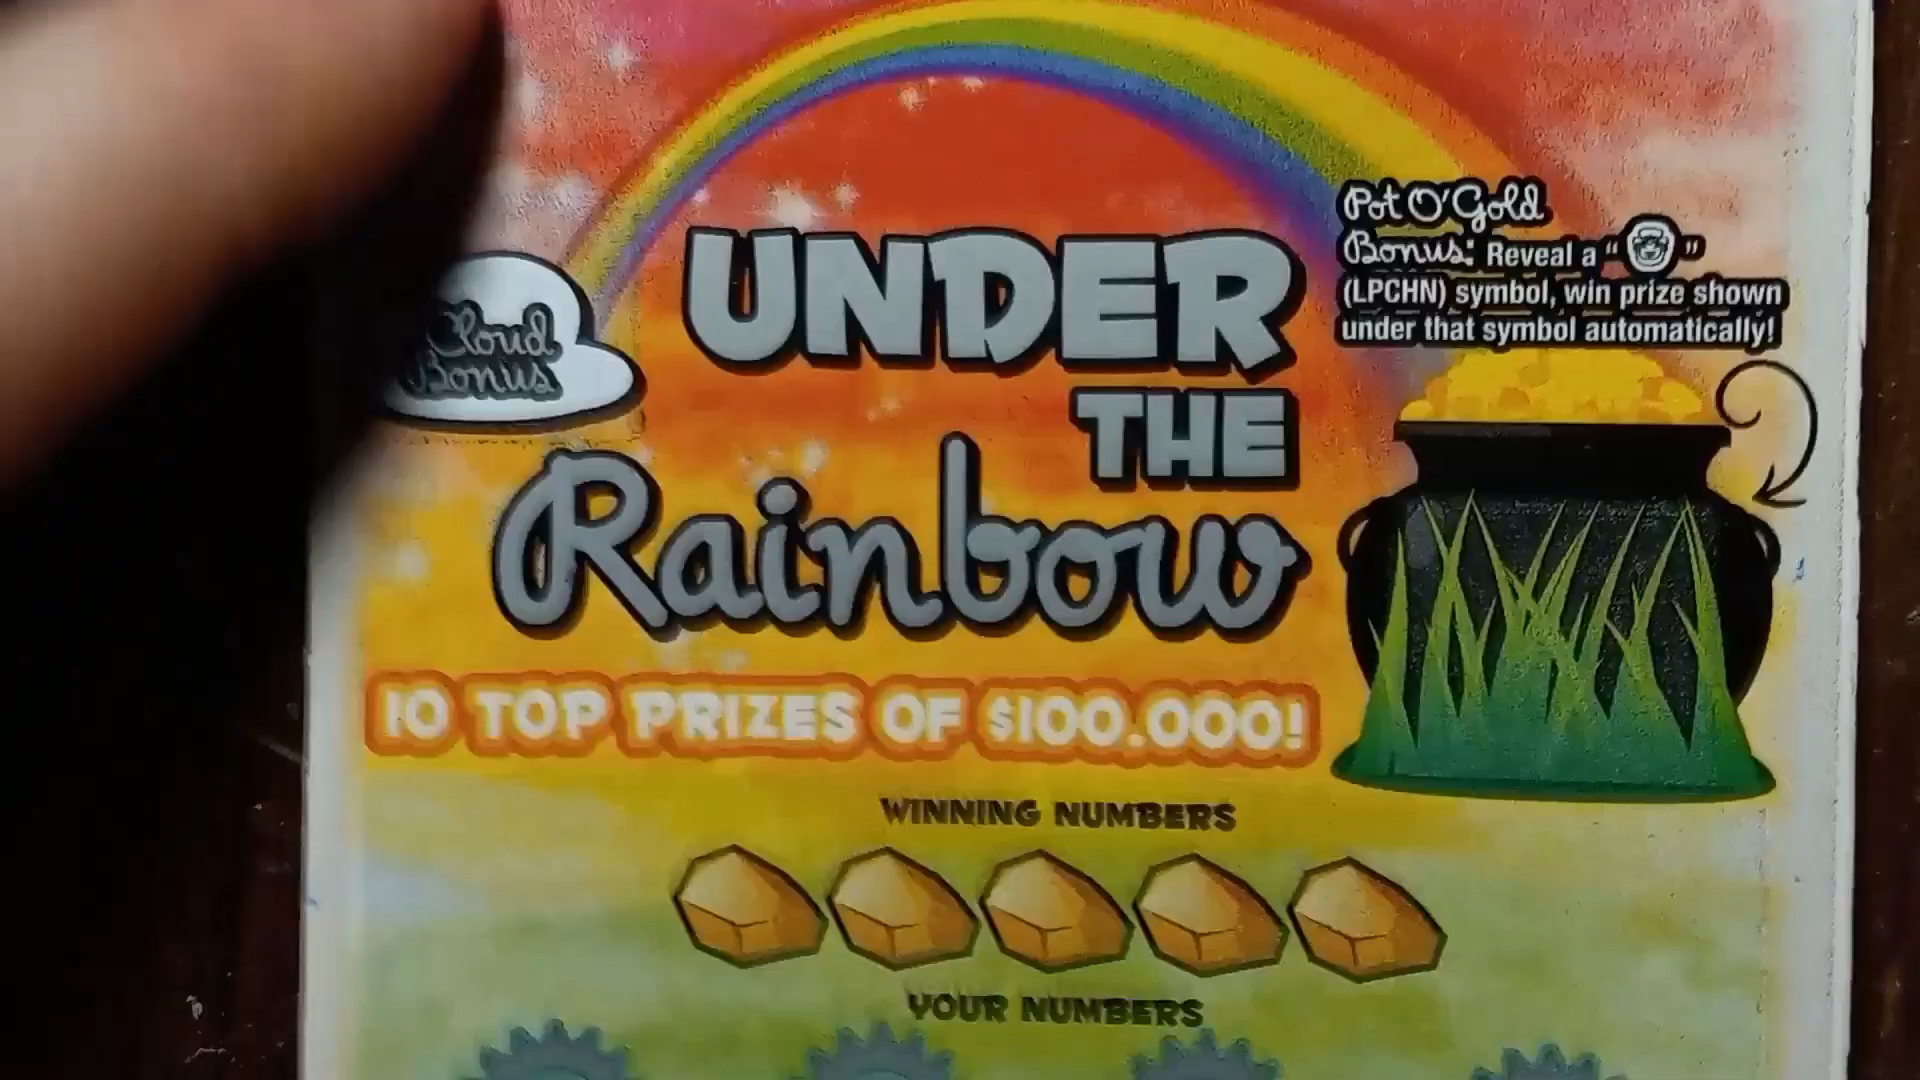 UNDER
THE
Rainbow
Cloud
Bonus
Pot O'Gold
Bonus: Reveal a " "
(LPCHN) symbol, win prize shown
under that symbol automatically!
10 TOP PRIZES OF $100,000!
WINNING NUMBERS
YOUR NUMBERS